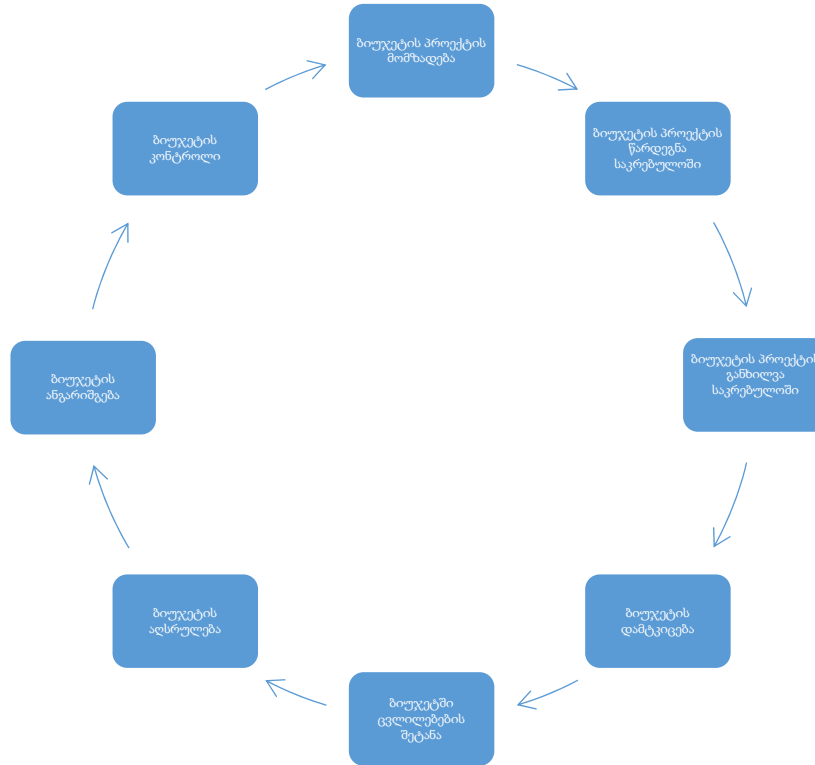 ბიუჯეტის პროექტის
მომზადება
ბიუჯეტის პროექტის
წარდეგნა
საკრებულოში
ბიუჯეტის პროექტის
განხილვა
საკრებულოში
ბიუჯეტის
დამტკიცება
ბიუჯეტში
ცვლილებების
შეტანა
ბიუჯეტის
აღსრულება
ბიუჯეტის
ანგარიშგება
ბიუჯეტის
კონტროლი